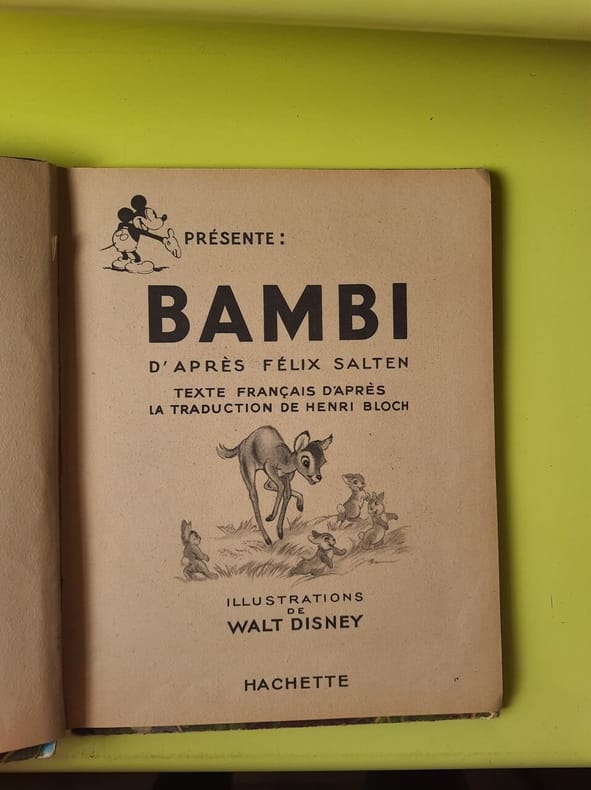 PRÉSENTE :
BAMBI
D'APRÈS FÉLIX SALTEN
TEXTE FRANÇAIS D'APRÈS
LA TRADUCTION DE HENRI BLOCH
ILLUSTRATIONS
DE
WALT DISNEY
HACHETTE